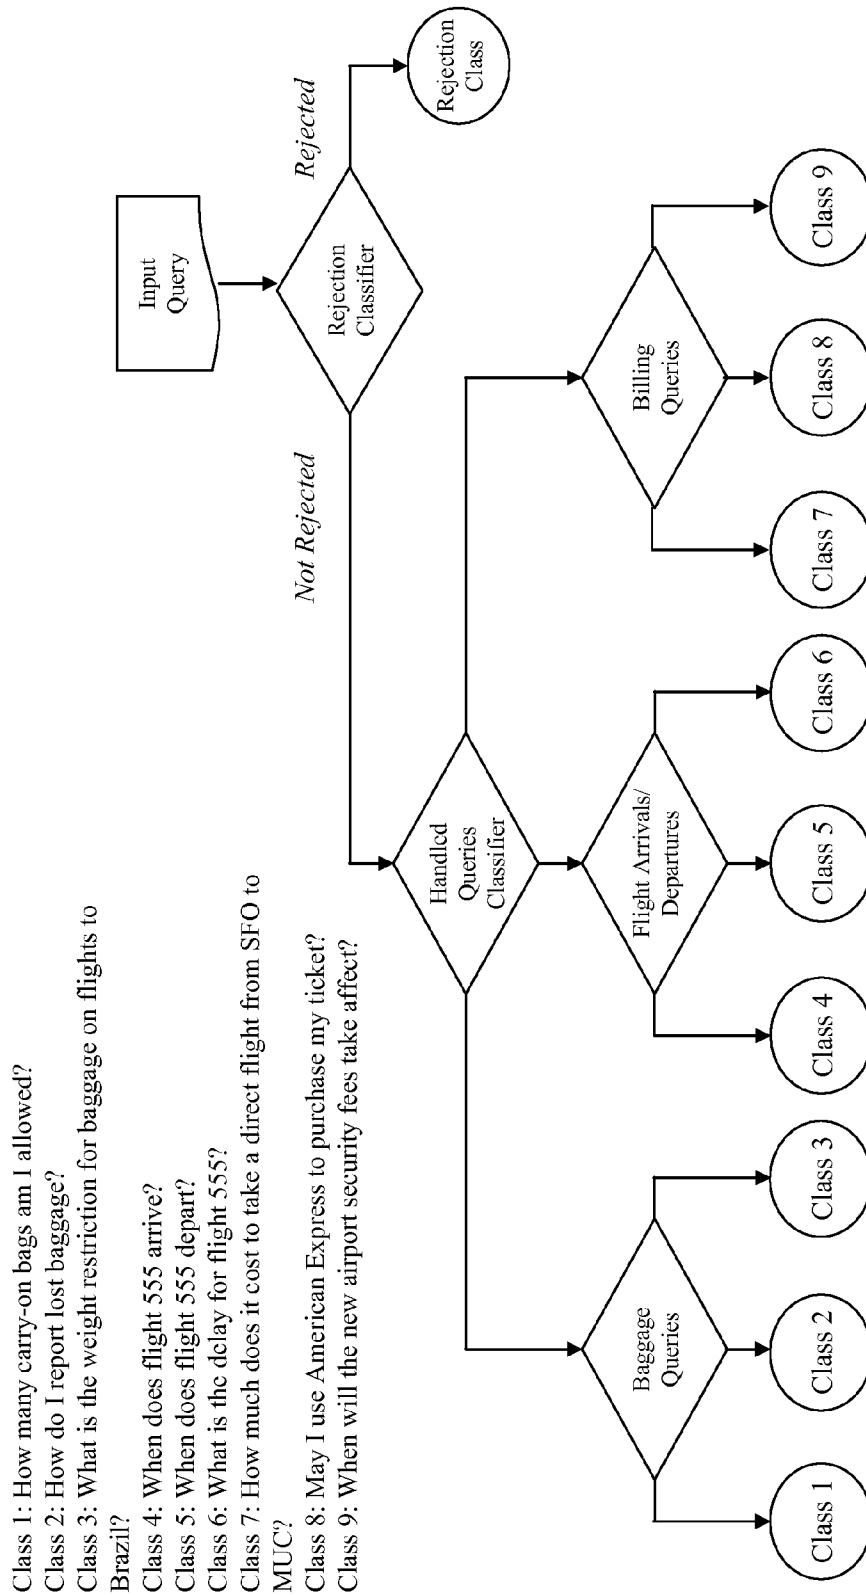 Class 1: How many carry-on bags am I allowed?
Class 2: How do I report lost baggage?
Class 3: What is the weight restriction for baggage on flights to
Brazil?
Class 4: When does flight 555 arrive?
Class 5: When does flight 555 depart?
Class 6: What is the delay for flight 555?
Class 7: How much does it cost to take a direct flight from SFO to
MUC?
Class 8: May I use American Express to purchase my ticket?
Class 9: When will the new airport security fees take affect?
Input
Query
Rejection
Classifier
Not Rejected
Rejected
Rejection
Class
Handled
Queries
Classifier
Baggage
Queries
Flight Arrivals/
Departures
Billing
Queries
Class 1
Class 2
Class 3
Class 4
Class 5
Class 6
Class 7
Class 8
Class 9